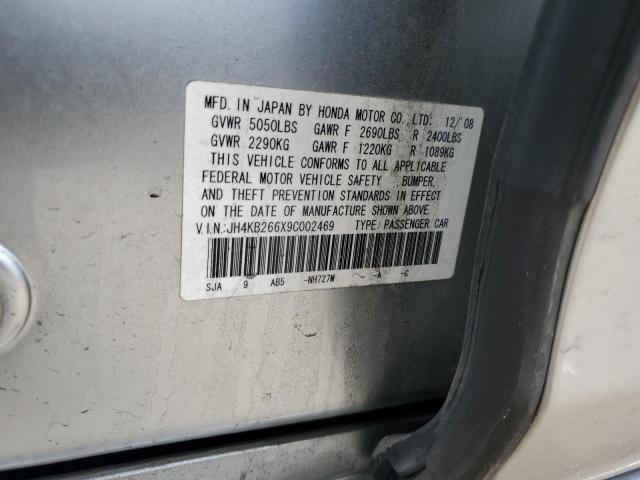 MFD. IN JAPAN BY HONDA MOTOR CO., LTD. 12/'08
GVWR 5050LBS GAWR F 2690LBS R 2400LBS
GVWR 2290KG GAWR F 1220KG R 1089KG
THIS VEHICLE CONFORMS TO ALL APPLICABLE
FEDERAL MOTOR VEHICLE SAFETY, BUMPER,
AND THEFT PREVENTION STANDARDS IN EFFECT
ON THE DATE OF MANUFACTURE SHOWN ABOVE.
V.I.N.:JH4KB266X9C002469 TYPE: PASSENGER CAR
SJA 9 AB5 -NH727M -A -C